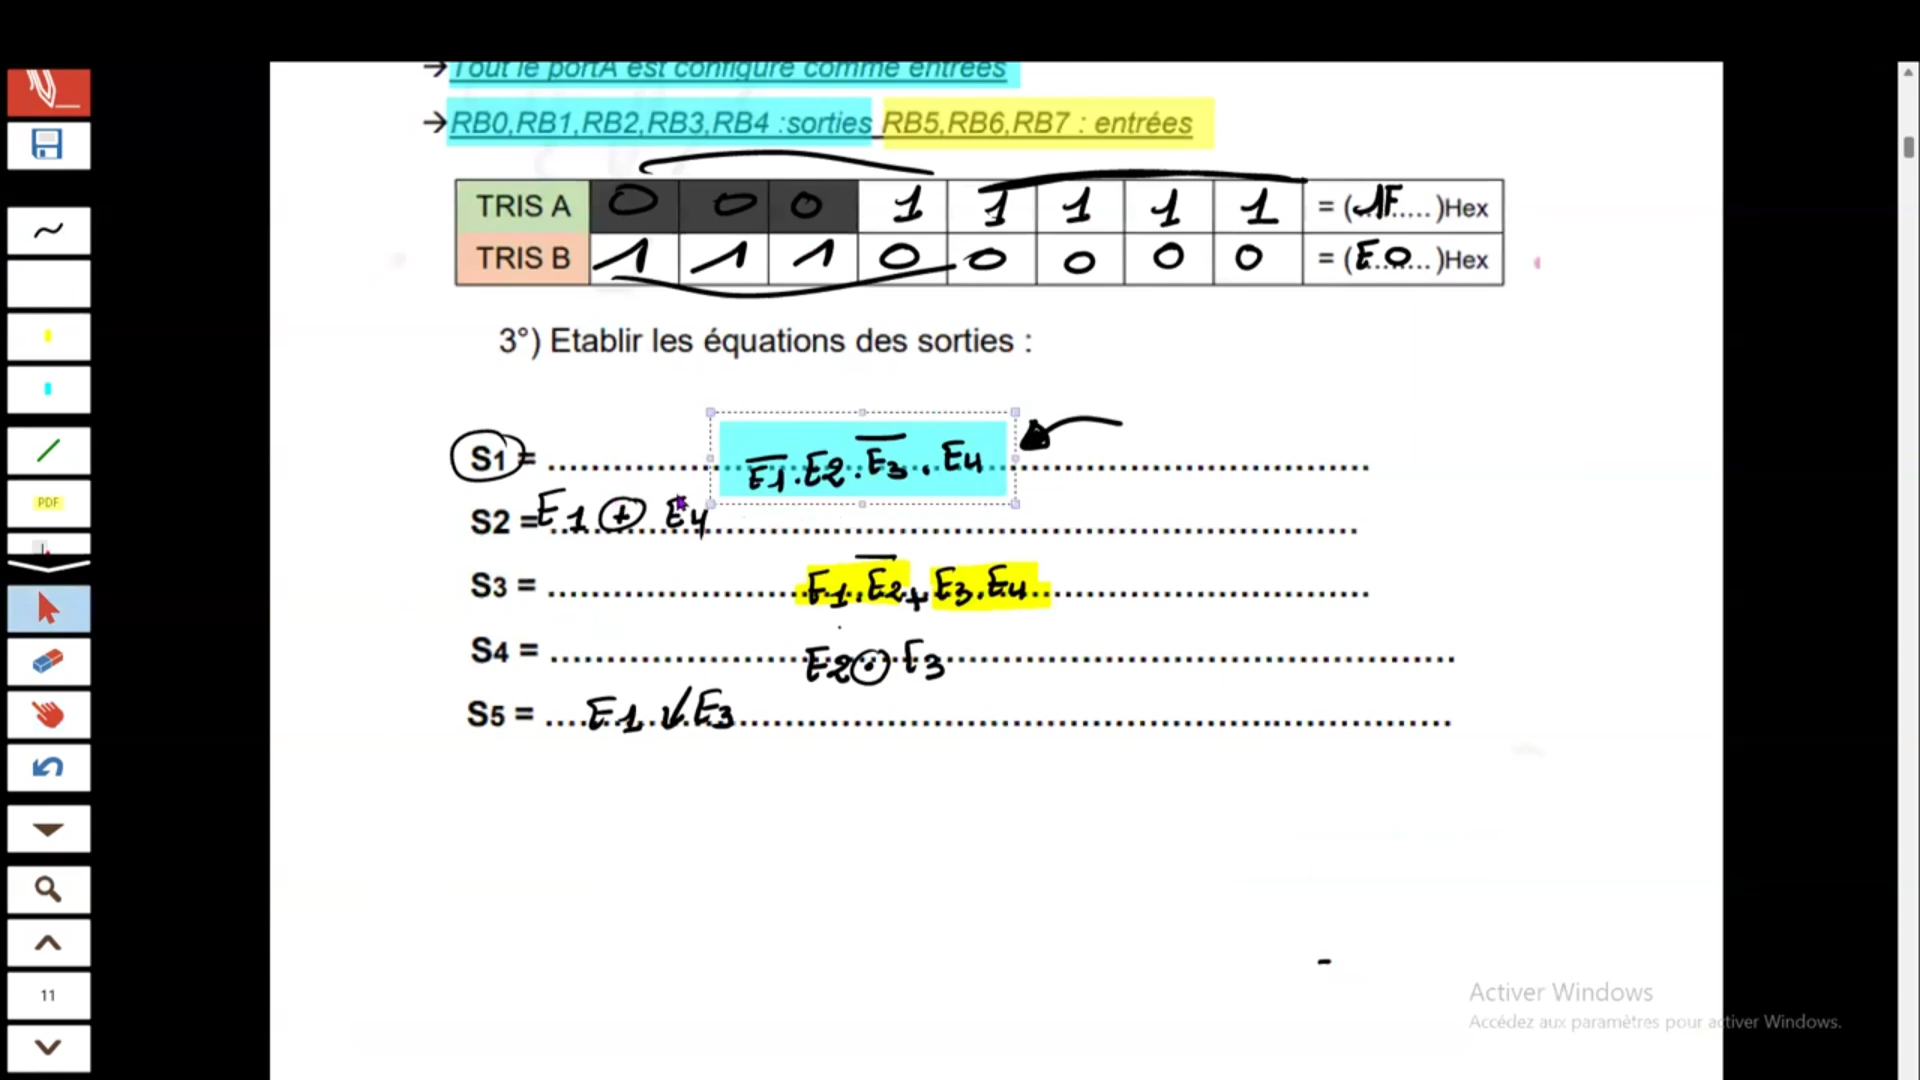 →Tout le portA est configuré comme entrées
→RB0,RB1,RB2,RB3,RB4 :sorties RB5,RB6,RB7 : entrées
TRIS A 0 0 0 1 1 1 1 1 = (1F.....)Hex
TRIS B 1 1 1 0 0 0 0 0 = (E0.....)Hex
3°) Etablir les équations des sorties :
S1= E̅1̅.E2.E̅3̅.E4
S2 =E1 ⊕ E4
S3 = E1.E̅2̅+E3.E4
S4 = E2⊙E3
S5 = E1↓E3
PDF
11
Activer Windows
Accédez aux paramètres pour activer Windows.